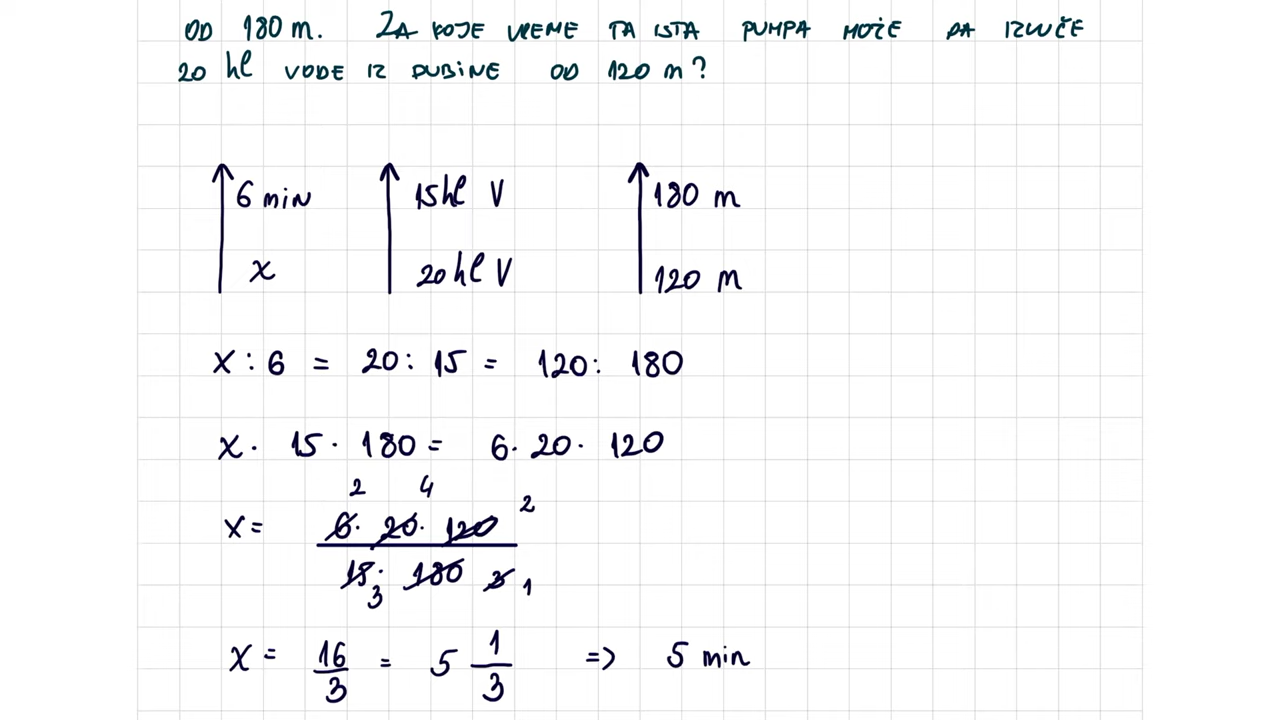 OD 180 m. ZA KOJE VREME TA ISTA PUMPA MOŽE DA IZVUČE
20 hl VODE IZ DUBINE OD 120 m?
6 min 15 hl V 180 m
x 20 hl V 120 m
x : 6 = 20 : 15 = 120 : 180
x · 15 · 180 = 6 · 20 · 120
2 4 2
x = 6 · 20 · 120
15 · 180 3 1
3
x = 16/3 = 5 1/3 => 5 min